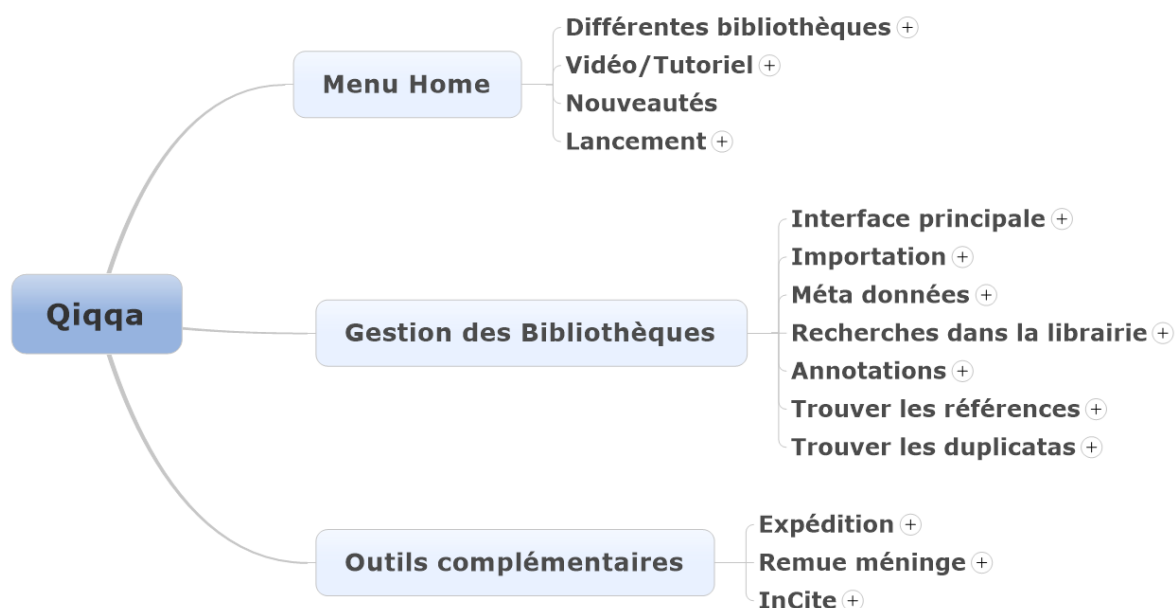 Qiqqa
Menu Home
Différentes bibliothèques
Vidéo/Tutoriel
Nouveautés
Lancement
Gestion des Bibliothèques
Interface principale
Importation
Méta données
Recherches dans la librairie
Annotations
Trouver les références
Trouver les duplicatas
Outils complémentaires
Expédition
Remue méninge
InCite